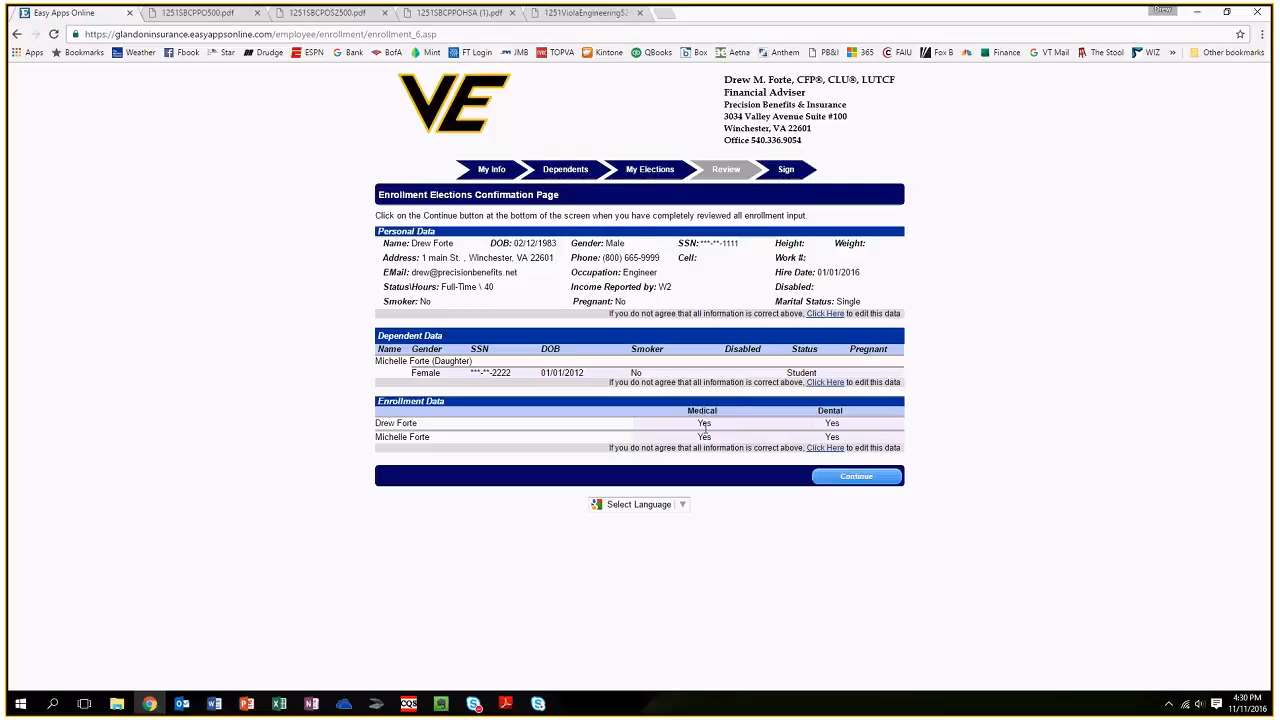 Easy Apps Online
1251SBCPPO500.pdf
1251SBCPOS2500.pdf
1251SBCPPOHSA (1).pdf
1251ViolaEngineering52
Drew
https://glandoninsurance.easyappsonline.com/employee/enrollment/enrollment_6.asp
Apps Bookmarks Weather Fbook Star Drudge ESPN Bank BofA Mint FT Login JMB TOPVA Kintone QBooks Box Aetna Anthem PB&I 365 FAIU Fox B Finance VT Mail The Stool WIZ » Other bookmarks
VE
Drew M. Forte, CFP®, CLU®, LUTCF
Financial Adviser
Precision Benefits & Insurance
3034 Valley Avenue Suite #100
Winchester, VA 22601
Office 540.336.9054
My Info Dependents My Elections Review Sign
Enrollment Elections Confirmation Page
Click on the Continue button at the bottom of the screen when you have completely reviewed all enrollment input.
Personal Data
Name: Drew Forte DOB: 02/12/1983 Gender: Male SSN: ***-**-1111 Height: Weight:
Address: 1 main St. , Winchester, VA 22601 Phone: (800) 665-9999 Cell: Work #:
EMail: drew@precisionbenefits.net Occupation: Engineer Hire Date: 01/01/2016
Status\Hours: Full-Time \ 40 Income Reported by: W2 Disabled:
Smoker: No Pregnant: No Marital Status: Single
If you do not agree that all information is correct above, Click Here to edit this data
Dependent Data
Name Gender SSN DOB Smoker Disabled Status Pregnant
Michelle Forte (Daughter)
Female ***-**-2222 01/01/2012 No Student
If you do not agree that all information is correct above, Click Here to edit this data
Enrollment Data
Medical Dental
Drew Forte Yes Yes
Michelle Forte Yes Yes
If you do not agree that all information is correct above, Click Here to edit this data
Continue
Select Language
CQS
4:30 PM
11/11/2016